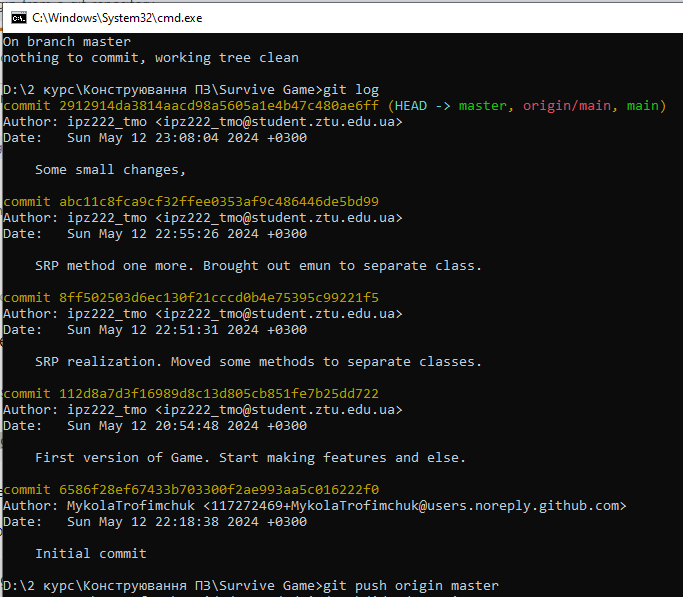 C:\Windows\System32\cmd.exe
On branch master
nothing to commit, working tree clean
D:\2 курс\Конструювання ПЗ\Survive Game>git log
commit 2912914da3814aacd98a5605a1e4b47c480ae6ff (HEAD -> master, origin/main, main)
Author: ipz222_tmo <ipz222_tmo@student.ztu.edu.ua>
Date:   Sun May 12 23:08:04 2024 +0300
Some small changes,
commit abc11c8fca9cf32ffee0353af9c486446de5bd99
Author: ipz222_tmo <ipz222_tmo@student.ztu.edu.ua>
Date:   Sun May 12 22:55:26 2024 +0300
SRP method one more. Brought out emun to separate class.
commit 8ff502503d6ec130f21cccd0b4e75395c99221f5
Author: ipz222_tmo <ipz222_tmo@student.ztu.edu.ua>
Date:   Sun May 12 22:51:31 2024 +0300
SRP realization. Moved some methods to separate classes.
commit 112d8a7d3f16989d8c13d805cb851fe7b25dd722
Author: ipz222_tmo <ipz222_tmo@student.ztu.edu.ua>
Date:   Sun May 12 20:54:48 2024 +0300
First version of Game. Start making features and else.
commit 6586f28ef67433b703300f2ae993aa5c016222f0
Author: MykolaTrofimchuk <117272469+MykolaTrofimchuk@users.noreply.github.com>
Date:   Sun May 12 22:18:38 2024 +0300
Initial commit
D:\2 курс\Конструювання ПЗ\Survive Game>git push origin master